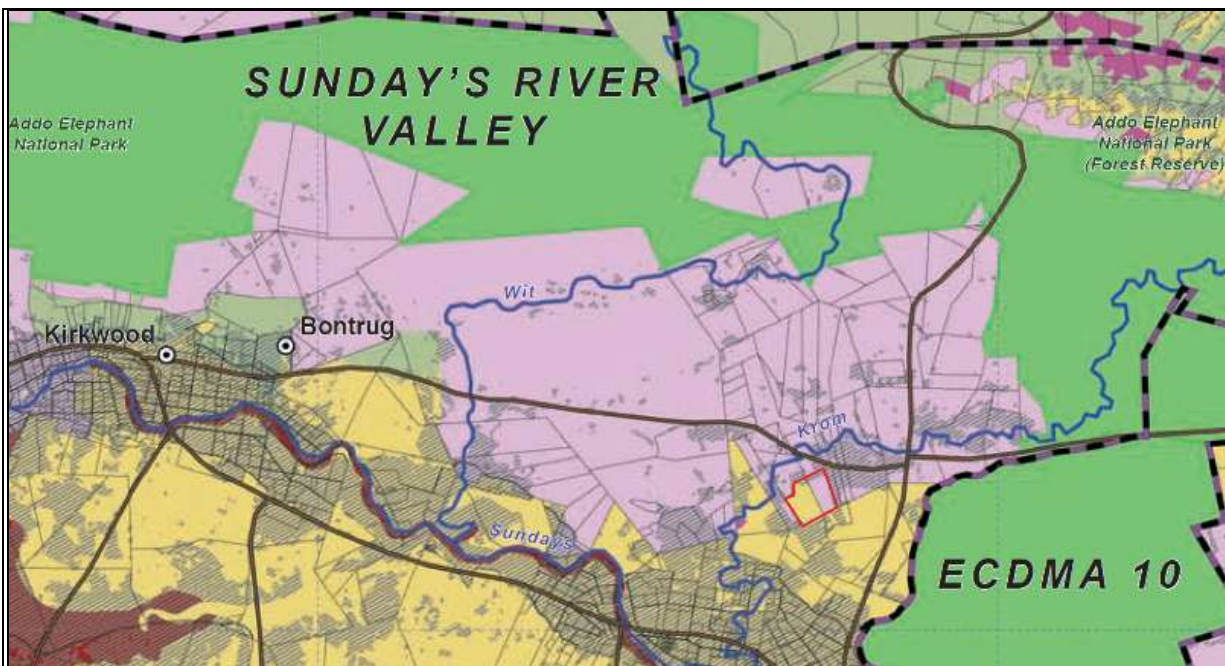 SUNDAY'S RIVER
VALLEY
Addo Elephant
National Park
Addo Elephant
National Park
(Forest Reserve)
Wit
Kirkwood
Bontrug
Krom
Sundays
ECDMA 10